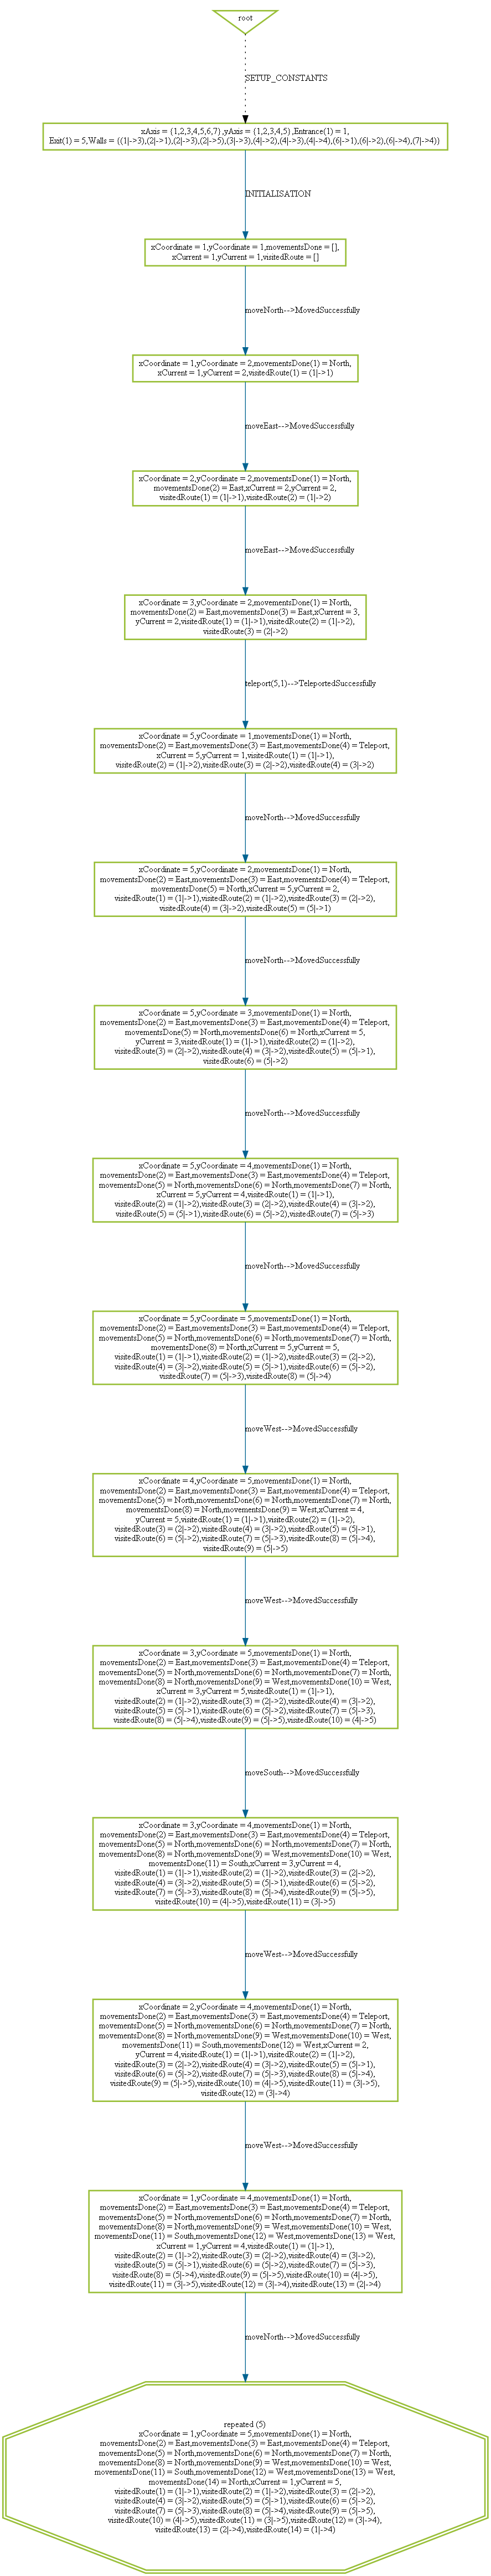 root
SETUP_CONSTANTS
xAxis = {1,2,3,4,5,6,7} ,yAxis = {1,2,3,4,5} ,Entrance(1) = 1,
Exit(1) = 5,Walls = {(1|->3),(2|->1),(2|->3),(2|->5),(3|->3),(4|->2),(4|->3),(4|->4),(6|->1),(6|->2),(6|->4),(7|->4)}
INITIALISATION
xCoordinate = 1,yCoordinate = 1,movementsDone = [],
xCurrent = 1,yCurrent = 1,visitedRoute = []
moveNorth-->MovedSuccessfully
xCoordinate = 1,yCoordinate = 2,movementsDone(1) = North,
xCurrent = 1,yCurrent = 2,visitedRoute(1) = (1|->1)
moveEast-->MovedSuccessfully
xCoordinate = 2,yCoordinate = 2,movementsDone(1) = North,
movementsDone(2) = East,xCurrent = 2,yCurrent = 2,
visitedRoute(1) = (1|->1),visitedRoute(2) = (1|->2)
moveEast-->MovedSuccessfully
xCoordinate = 3,yCoordinate = 2,movementsDone(1) = North,
movementsDone(2) = East,movementsDone(3) = East,xCurrent = 3,
yCurrent = 2,visitedRoute(1) = (1|->1),visitedRoute(2) = (1|->2),
visitedRoute(3) = (2|->2)
teleport(5,1)-->TeleportedSuccessfully
xCoordinate = 5,yCoordinate = 1,movementsDone(1) = North,
movementsDone(2) = East,movementsDone(3) = East,movementsDone(4) = Teleport,
xCurrent = 5,yCurrent = 1,visitedRoute(1) = (1|->1),
visitedRoute(2) = (1|->2),visitedRoute(3) = (2|->2),visitedRoute(4) = (3|->2)
moveNorth-->MovedSuccessfully
xCoordinate = 5,yCoordinate = 2,movementsDone(1) = North,
movementsDone(2) = East,movementsDone(3) = East,movementsDone(4) = Teleport,
movementsDone(5) = North,xCurrent = 5,yCurrent = 2,
visitedRoute(1) = (1|->1),visitedRoute(2) = (1|->2),visitedRoute(3) = (2|->2),
visitedRoute(4) = (3|->2),visitedRoute(5) = (5|->1)
moveNorth-->MovedSuccessfully
xCoordinate = 5,yCoordinate = 3,movementsDone(1) = North,
movementsDone(2) = East,movementsDone(3) = East,movementsDone(4) = Teleport,
movementsDone(5) = North,movementsDone(6) = North,xCurrent = 5,
yCurrent = 3,visitedRoute(1) = (1|->1),visitedRoute(2) = (1|->2),
visitedRoute(3) = (2|->2),visitedRoute(4) = (3|->2),visitedRoute(5) = (5|->1),
visitedRoute(6) = (5|->2)
moveNorth-->MovedSuccessfully
xCoordinate = 5,yCoordinate = 4,movementsDone(1) = North,
movementsDone(2) = East,movementsDone(3) = East,movementsDone(4) = Teleport,
movementsDone(5) = North,movementsDone(6) = North,movementsDone(7) = North,
xCurrent = 5,yCurrent = 4,visitedRoute(1) = (1|->1),
visitedRoute(2) = (1|->2),visitedRoute(3) = (2|->2),visitedRoute(4) = (3|->2),
visitedRoute(5) = (5|->1),visitedRoute(6) = (5|->2),visitedRoute(7) = (5|->3)
moveNorth-->MovedSuccessfully
xCoordinate = 5,yCoordinate = 5,movementsDone(1) = North,
movementsDone(2) = East,movementsDone(3) = East,movementsDone(4) = Teleport,
movementsDone(5) = North,movementsDone(6) = North,movementsDone(7) = North,
movementsDone(8) = North,xCurrent = 5,yCurrent = 5,
visitedRoute(1) = (1|->1),visitedRoute(2) = (1|->2),visitedRoute(3) = (2|->2),
visitedRoute(4) = (3|->2),visitedRoute(5) = (5|->1),visitedRoute(6) = (5|->2),
visitedRoute(7) = (5|->3),visitedRoute(8) = (5|->4)
moveWest-->MovedSuccessfully
xCoordinate = 4,yCoordinate = 5,movementsDone(1) = North,
movementsDone(2) = East,movementsDone(3) = East,movementsDone(4) = Teleport,
movementsDone(5) = North,movementsDone(6) = North,movementsDone(7) = North,
movementsDone(8) = North,movementsDone(9) = West,xCurrent = 4,
yCurrent = 5,visitedRoute(1) = (1|->1),visitedRoute(2) = (1|->2),
visitedRoute(3) = (2|->2),visitedRoute(4) = (3|->2),visitedRoute(5) = (5|->1),
visitedRoute(6) = (5|->2),visitedRoute(7) = (5|->3),visitedRoute(8) = (5|->4),
visitedRoute(9) = (5|->5)
moveWest-->MovedSuccessfully
xCoordinate = 3,yCoordinate = 5,movementsDone(1) = North,
movementsDone(2) = East,movementsDone(3) = East,movementsDone(4) = Teleport,
movementsDone(5) = North,movementsDone(6) = North,movementsDone(7) = North,
movementsDone(8) = North,movementsDone(9) = West,movementsDone(10) = West,
xCurrent = 3,yCurrent = 5,visitedRoute(1) = (1|->1),
visitedRoute(2) = (1|->2),visitedRoute(3) = (2|->2),visitedRoute(4) = (3|->2),
visitedRoute(5) = (5|->1),visitedRoute(6) = (5|->2),visitedRoute(7) = (5|->3),
visitedRoute(8) = (5|->4),visitedRoute(9) = (5|->5),visitedRoute(10) = (4|->5)
moveSouth-->MovedSuccessfully
xCoordinate = 3,yCoordinate = 4,movementsDone(1) = North,
movementsDone(2) = East,movementsDone(3) = East,movementsDone(4) = Teleport,
movementsDone(5) = North,movementsDone(6) = North,movementsDone(7) = North,
movementsDone(8) = North,movementsDone(9) = West,movementsDone(10) = West,
movementsDone(11) = South,xCurrent = 3,yCurrent = 4,
visitedRoute(1) = (1|->1),visitedRoute(2) = (1|->2),visitedRoute(3) = (2|->2),
visitedRoute(4) = (3|->2),visitedRoute(5) = (5|->1),visitedRoute(6) = (5|->2),
visitedRoute(7) = (5|->3),visitedRoute(8) = (5|->4),visitedRoute(9) = (5|->5),
visitedRoute(10) = (4|->5),visitedRoute(11) = (3|->5)
moveWest-->MovedSuccessfully
xCoordinate = 2,yCoordinate = 4,movementsDone(1) = North,
movementsDone(2) = East,movementsDone(3) = East,movementsDone(4) = Teleport,
movementsDone(5) = North,movementsDone(6) = North,movementsDone(7) = North,
movementsDone(8) = North,movementsDone(9) = West,movementsDone(10) = West,
movementsDone(11) = South,movementsDone(12) = West,xCurrent = 2,
yCurrent = 4,visitedRoute(1) = (1|->1),visitedRoute(2) = (1|->2),
visitedRoute(3) = (2|->2),visitedRoute(4) = (3|->2),visitedRoute(5) = (5|->1),
visitedRoute(6) = (5|->2),visitedRoute(7) = (5|->3),visitedRoute(8) = (5|->4),
visitedRoute(9) = (5|->5),visitedRoute(10) = (4|->5),visitedRoute(11) = (3|->5),
visitedRoute(12) = (3|->4)
moveWest-->MovedSuccessfully
xCoordinate = 1,yCoordinate = 4,movementsDone(1) = North,
movementsDone(2) = East,movementsDone(3) = East,movementsDone(4) = Teleport,
movementsDone(5) = North,movementsDone(6) = North,movementsDone(7) = North,
movementsDone(8) = North,movementsDone(9) = West,movementsDone(10) = West,
movementsDone(11) = South,movementsDone(12) = West,movementsDone(13) = West,
xCurrent = 1,yCurrent = 4,visitedRoute(1) = (1|->1),
visitedRoute(2) = (1|->2),visitedRoute(3) = (2|->2),visitedRoute(4) = (3|->2),
visitedRoute(5) = (5|->1),visitedRoute(6) = (5|->2),visitedRoute(7) = (5|->3),
visitedRoute(8) = (5|->4),visitedRoute(9) = (5|->5),visitedRoute(10) = (4|->5),
visitedRoute(11) = (3|->5),visitedRoute(12) = (3|->4),visitedRoute(13) = (2|->4)
moveNorth-->MovedSuccessfully
repeated (5)
xCoordinate = 1,yCoordinate = 5,movementsDone(1) = North,
movementsDone(2) = East,movementsDone(3) = East,movementsDone(4) = Teleport,
movementsDone(5) = North,movementsDone(6) = North,movementsDone(7) = North,
movementsDone(8) = North,movementsDone(9) = West,movementsDone(10) = West,
movementsDone(11) = South,movementsDone(12) = West,movementsDone(13) = West,
movementsDone(14) = North,xCurrent = 1,yCurrent = 5,
visitedRoute(1) = (1|->1),visitedRoute(2) = (1|->2),visitedRoute(3) = (2|->2),
visitedRoute(4) = (3|->2),visitedRoute(5) = (5|->1),visitedRoute(6) = (5|->2),
visitedRoute(7) = (5|->3),visitedRoute(8) = (5|->4),visitedRoute(9) = (5|->5),
visitedRoute(10) = (4|->5),visitedRoute(11) = (3|->5),visitedRoute(12) = (3|->4),
visitedRoute(13) = (2|->4),visitedRoute(14) = (1|->4)